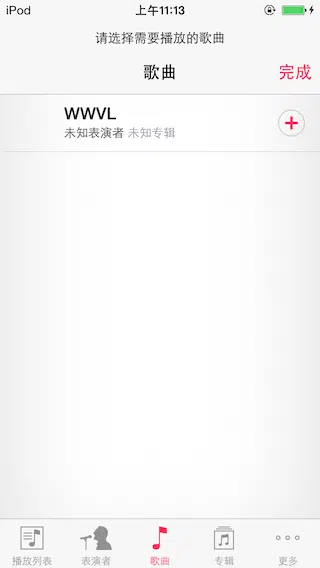 iPod 上午11:13
请选择需要播放的歌曲
歌曲 完成
WWVL
未知表演者 未知专辑
播放列表 表演者 歌曲 专辑 更多